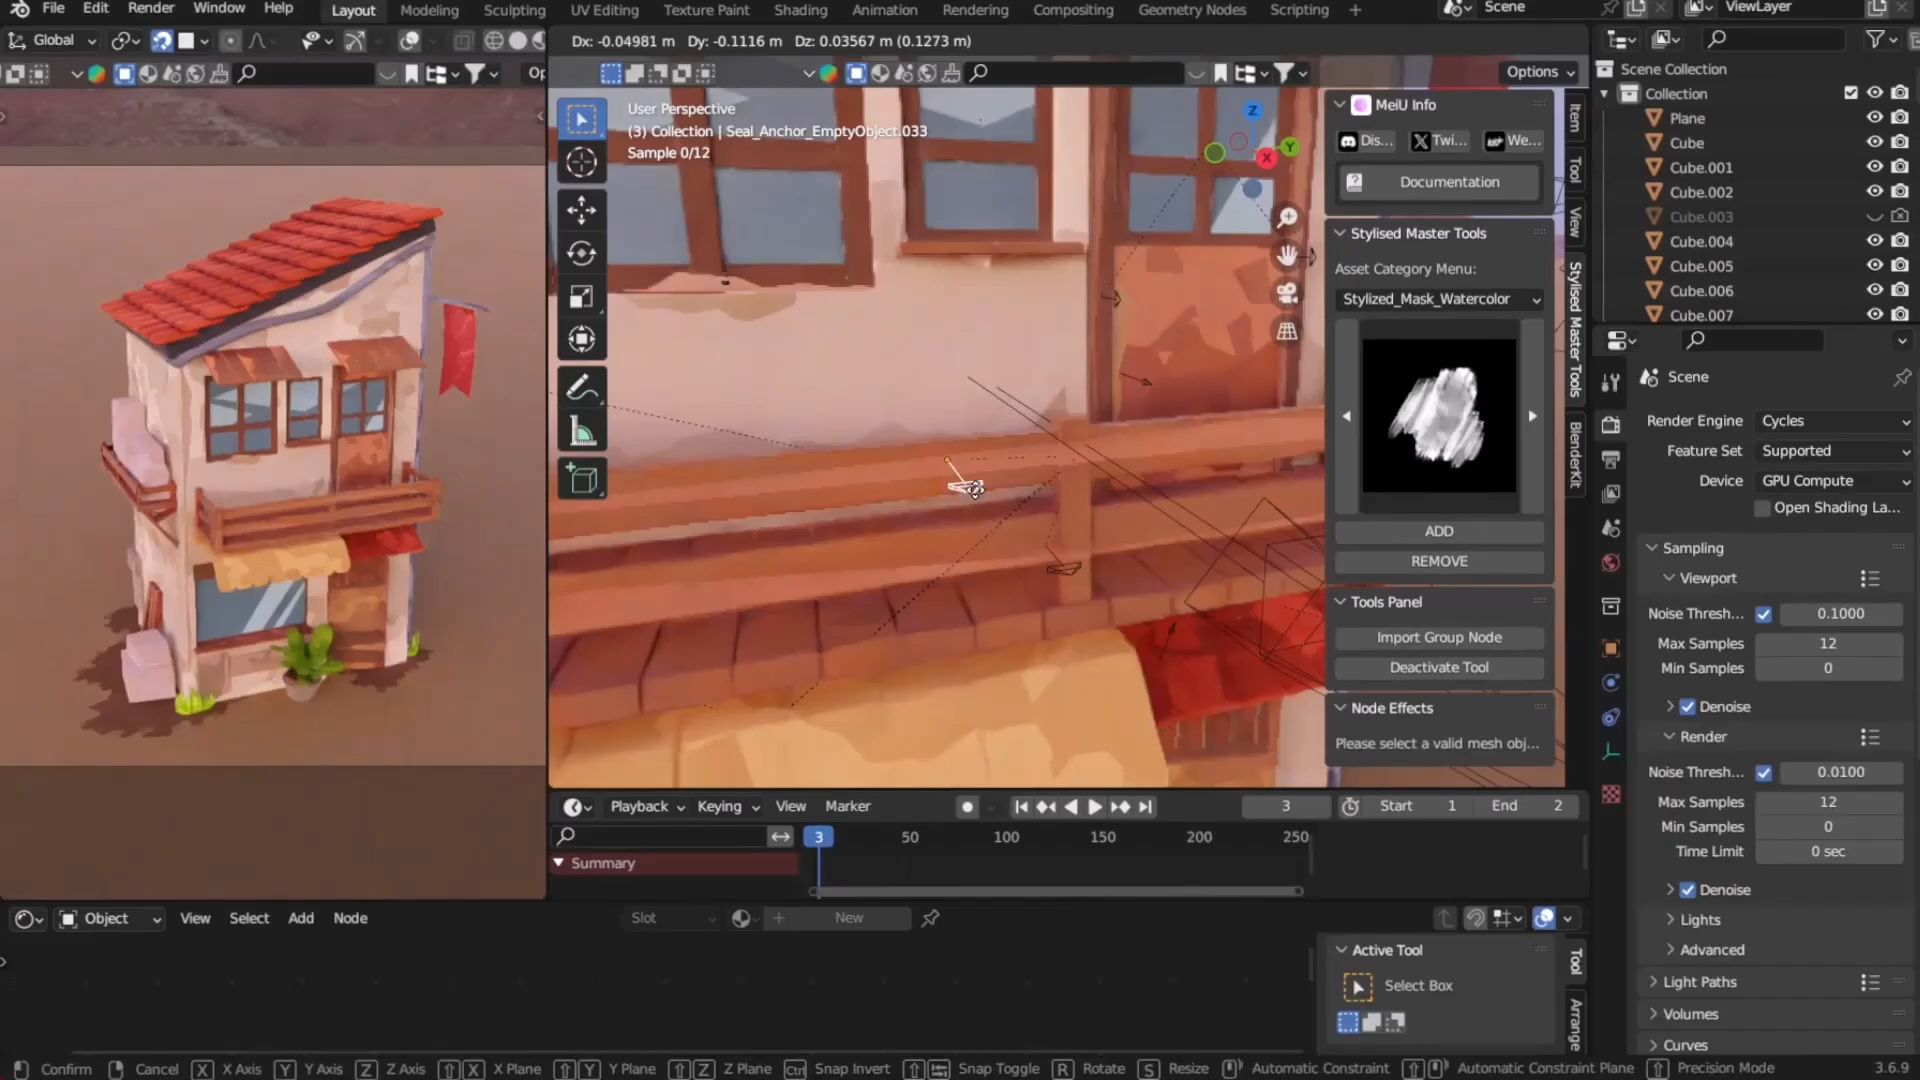 File Edit Render Window Help Layout Modeling Sculpting UV Editing Texture Paint Shading Animation Rendering Compositing Geometry Nodes Scripting + Scene ViewLayer
Global Dx: -0.04981 m Dy: -0.1116 m Dz: 0.03567 m (0.1273 m)
Op Options
User Perspective
(3) Collection | Seal_Anchor_EmptyObject.033
Sample 0/12
Z
Y
X
MeiU Info
Dis... Twi... We...
Documentation
Stylised Master Tools
Asset Category Menu:
Stylized_Mask_Watercolor
ADD
REMOVE
Tools Panel
Import Group Node
Deactivate Tool
Node Effects
Please select a valid mesh obj...
Item
Tool
View
Stylised Master Tools
BlenderKit
Scene Collection
Collection
Plane
Cube
Cube.001
Cube.002
Cube.003
Cube.004
Cube.005
Cube.006
Cube.007
Scene
Render Engine Cycles
Feature Set Supported
Device GPU Compute
Open Shading La...
Sampling
Viewport
Noise Thresh... 0.1000
Max Samples 12
Min Samples 0
Denoise
Render
Noise Thresh... 0.0100
Max Samples 12
Min Samples 0
Time Limit 0 sec
Denoise
Lights
Advanced
Light Paths
Volumes
Curves
Playback Keying View Marker 3 Start 1 End 2
3 50 100 150 200 250
Summary
Object View Select Add Node Slot New
Active Tool
Select Box
Tool
Arrange
Confirm Cancel X X Axis Y Y Axis Z Z Axis X X Plane Y Y Plane Z Z Plane Ctrl Snap Invert Snap Toggle R Rotate S Resize Automatic Constraint Automatic Constraint Plane Precision Mode 3.6.9